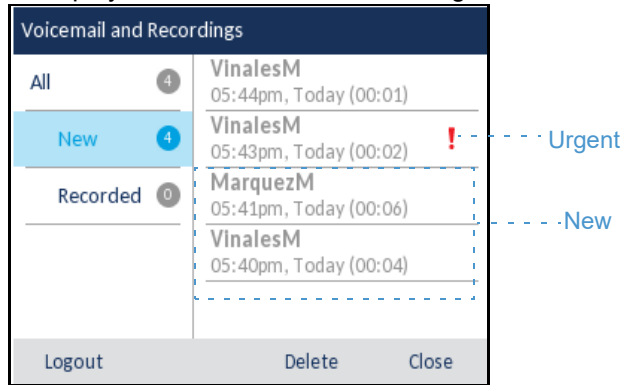 Voicemail and Recordings
All 4
New 4
Recorded 0
VinalesM
05:44pm, Today (00:01)
VinalesM
05:43pm, Today (00:02) !
MarquezM
05:41pm, Today (00:06)
VinalesM
05:40pm, Today (00:04)
Urgent
New
Logout Delete Close